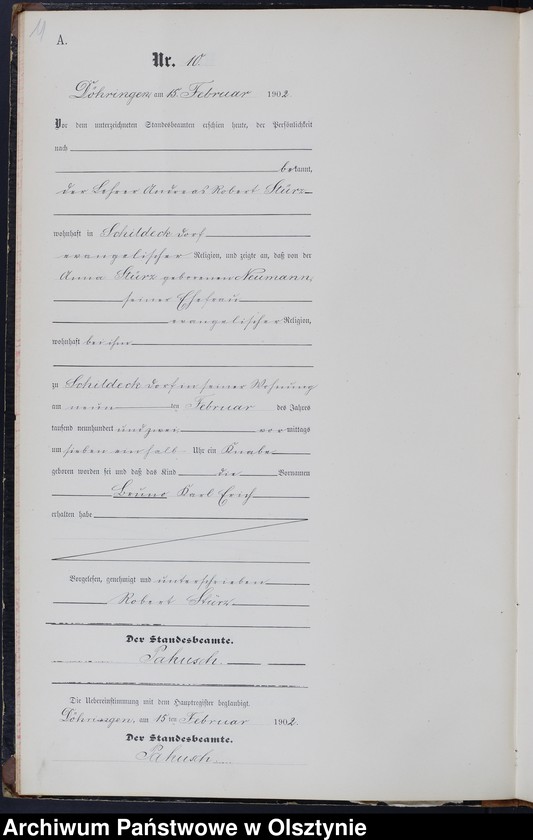 A.
Nr. 10.
Döhringen am 15. Februar 1902.
Vor dem unterzeichneten Standesbeamten erschien heute, der Persönlichkeit
nach
bekannt,
der Lehrer Andreas Robert Stürz
wohnhaft in Schildeck Dorf
evangelischer Religion, und zeigte an, daß von der
Anna Stürz geborenen Neumann,
seiner Ehefrau
evangelischer Religion,
wohnhaft bei ihm
zu Schildeck Dorf in seiner Wohnung
am neun ten Februar des Jahres
tausend neunhundert und zwei vor mittags
um sieben ein halb Uhr ein Knabe
geboren worden sei und daß das Kind die Vornamen
Bruno Karl Erich
erhalten habe
Vorgelesen, genehmigt und unterschrieben
Robert Stürz
Der Standesbeamte.
Pahusch.
Die Uebereinstimmung mit dem Hauptregister beglaubigt.
Döhringen, am 15 ten Februar 1902.
Der Standesbeamte.
Pahusch.
Archiwum Państwowe w Olsztynie